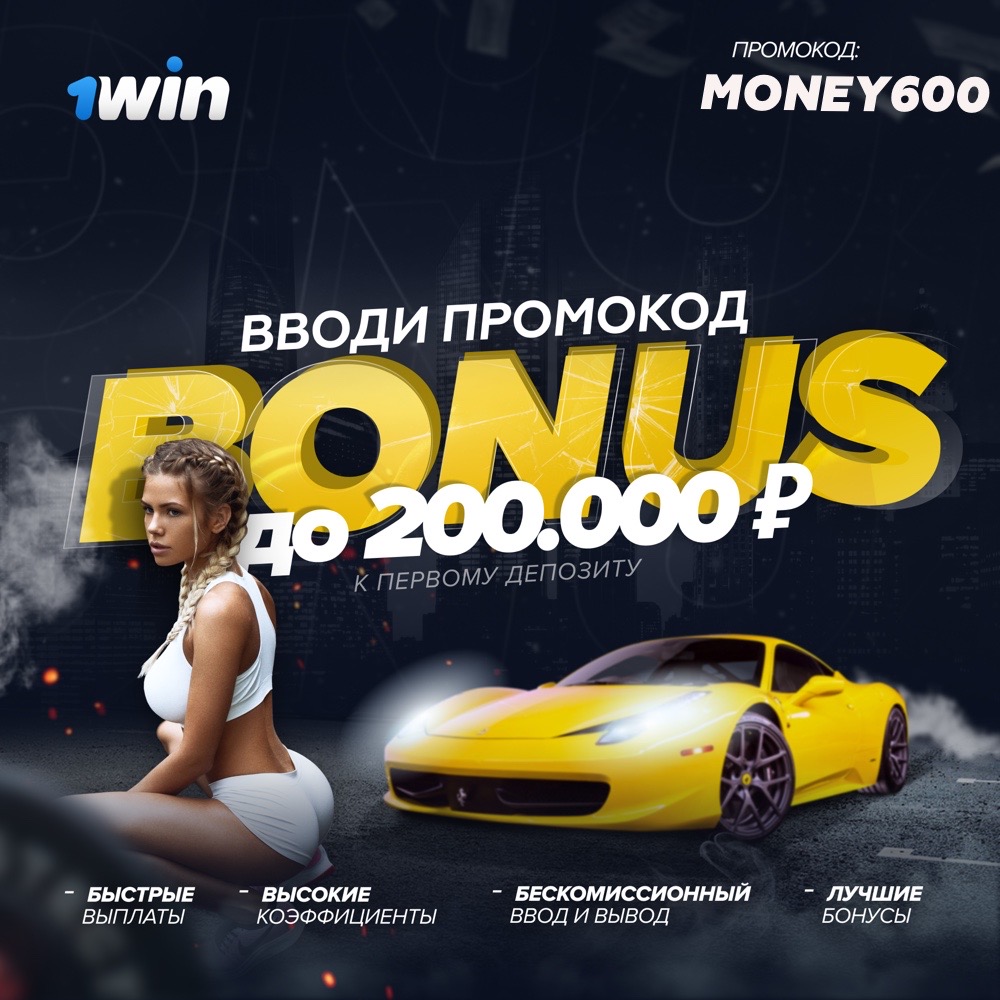 1win
ПРОМОКОД:
MONEY600
ВВОДИ ПРОМОКОД
BONUS
до 200.000 ₽
К ПЕРВОМУ ДЕПОЗИТУ
- БЫСТРЫЕ ВЫПЛАТЫ
- ВЫСОКИЕ КОЭФФИЦИЕНТЫ
- БЕСКОМИССИОННЫЙ ВВОД И ВЫВОД
- ЛУЧШИЕ БОНУСЫ